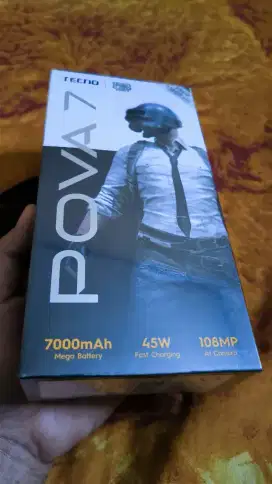 TECNO
POVA 7
7000mAh 45W 108MP
Mega Battery Fast Charging AI Camera